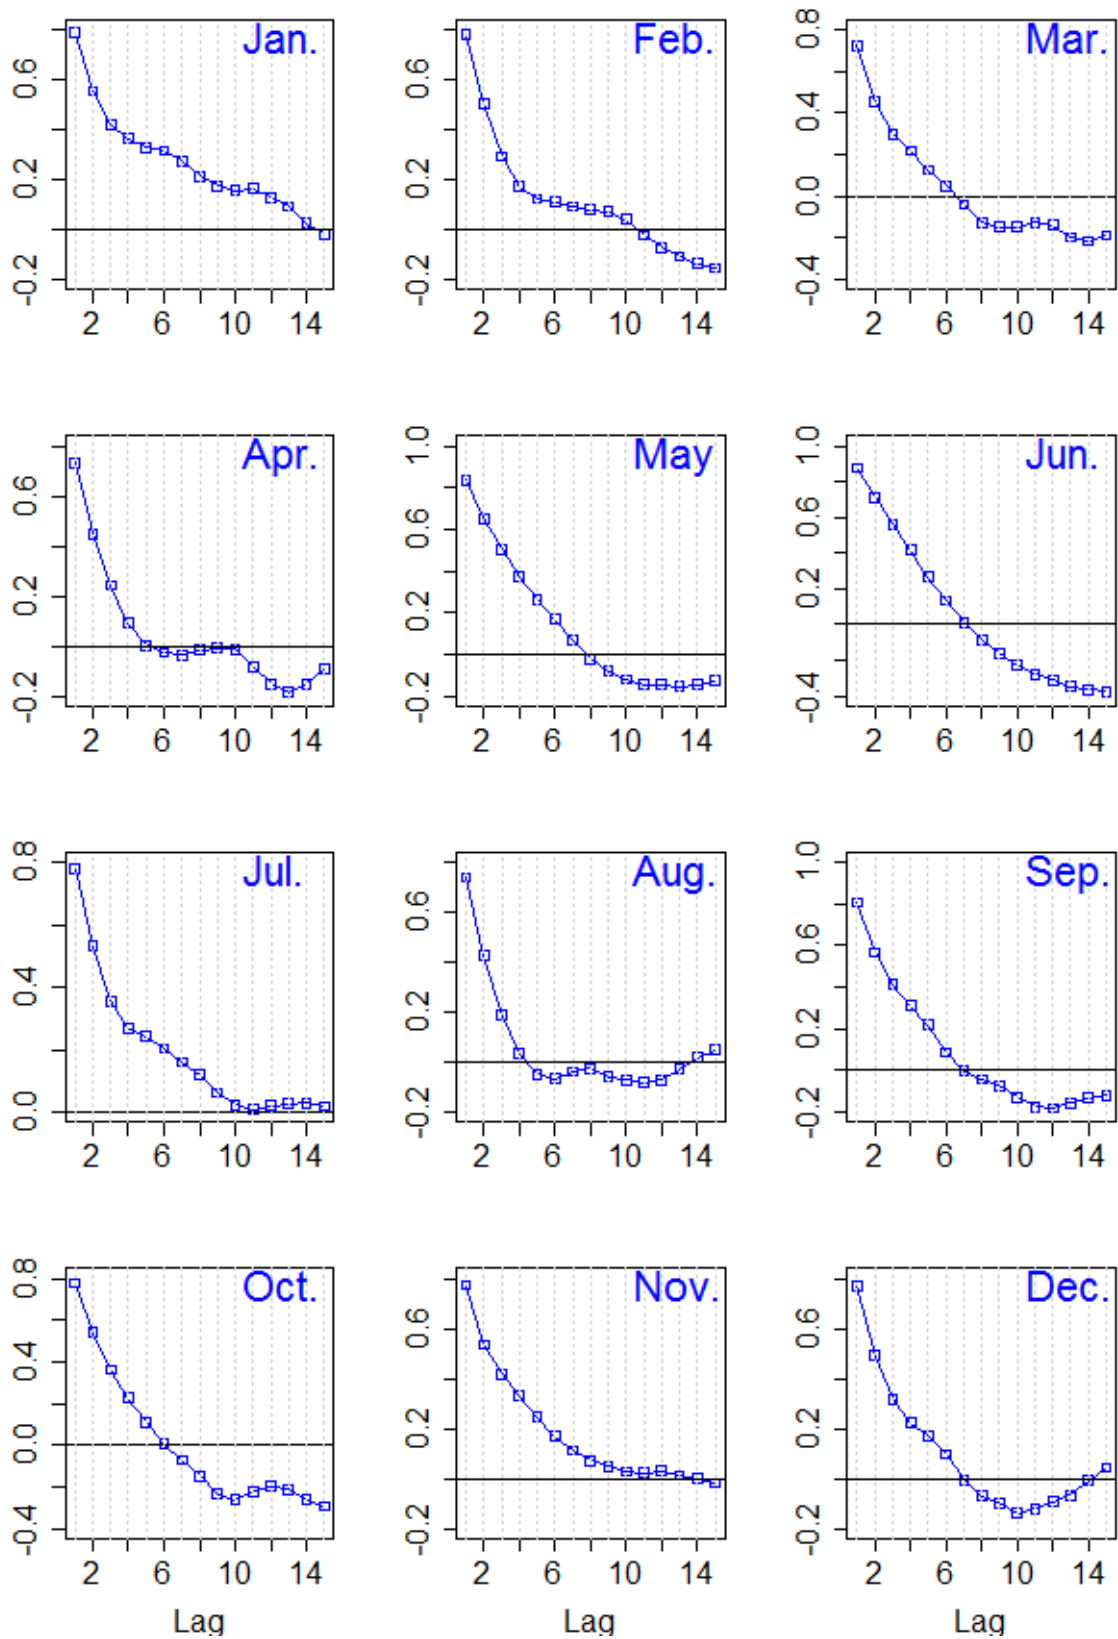 Jan. Feb. Mar.
0.6 0.6 0.8
0.2 0.2 0.4
-0.2 -0.2 0.0
-0.4
2 6 10 14 2 6 10 14 2 6 10 14
Apr. May Jun.
0.6 1.0 1.0
0.2 0.6 0.6
-0.2 0.2 0.2
-0.2 -0.4
2 6 10 14 2 6 10 14 2 6 10 14
Jul. Aug. Sep.
0.8 0.6 1.0
0.4 0.2 0.6
0.0 -0.2 0.2
-0.2
2 6 10 14 2 6 10 14 2 6 10 14
Oct. Nov. Dec.
0.8 0.6 0.6
0.4 0.2 0.2
0.0 -0.2 -0.2
-0.4
2 6 10 14 2 6 10 14 2 6 10 14
Lag Lag Lag